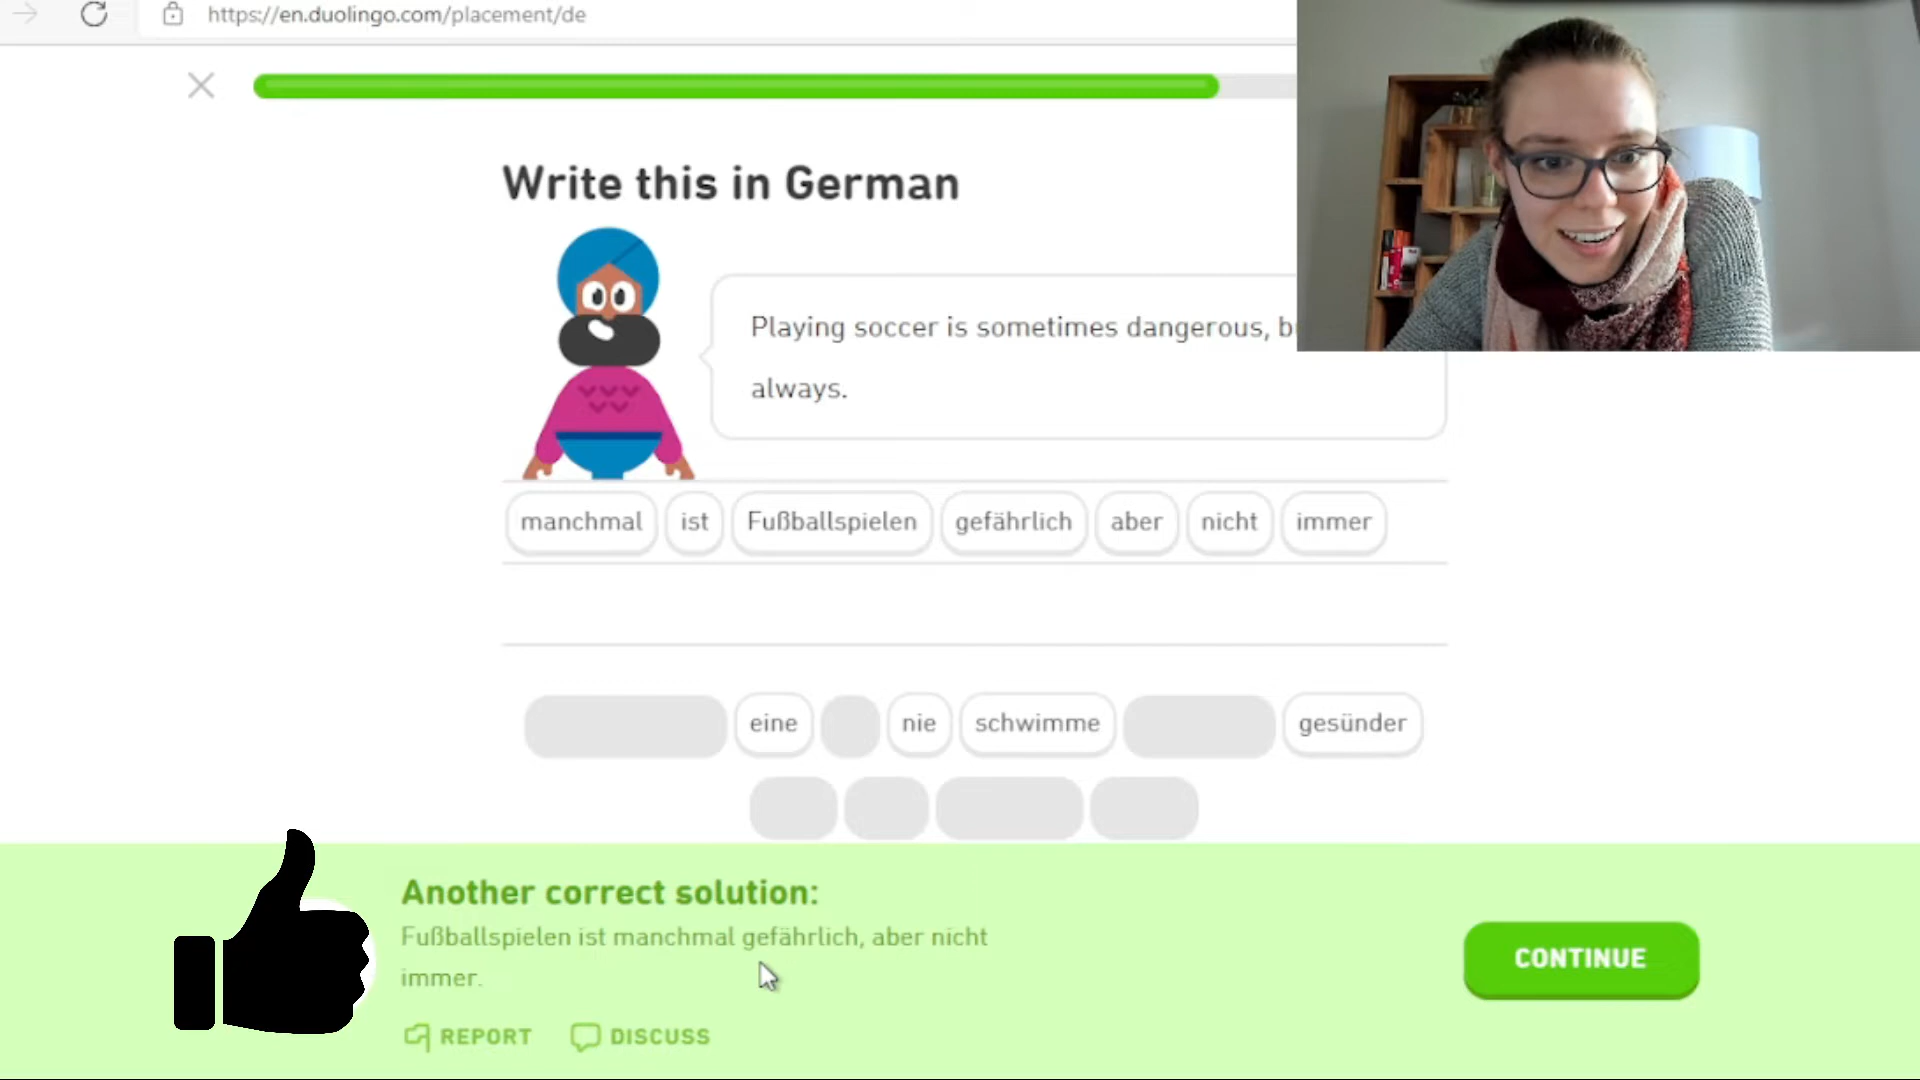 https://en.duolingo.com/placement/de
Write this in German
Playing soccer is sometimes dangerous,
always.
manchmal ist Fußballspielen gefährlich aber nicht immer
eine nie schwimme gesünder
Another correct solution:
Fußballspielen ist manchmal gefährlich, aber nicht
immer.
REPORT DISCUSS
CONTINUE